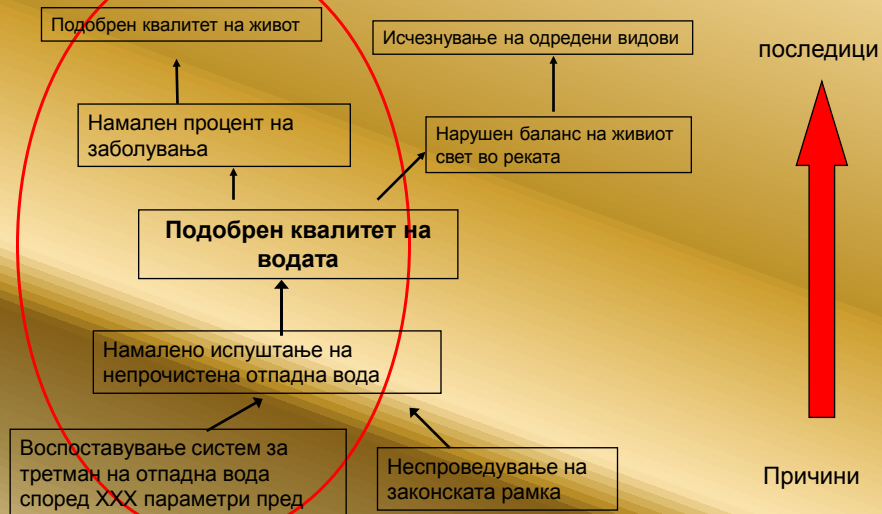 Подобрен квалитет на живот
Исчезнување на одредени видови
последици
Намален процент на
заболувања
Нарушен баланс на живиот
свет во реката
Подобрен квалитет на
водата
Намалено испуштање на
непрочистена отпадна вода
Воспоставување систем за
третман на отпадна вода
според XXX параметри пред
Неспроведување на
законската рамка
Причини